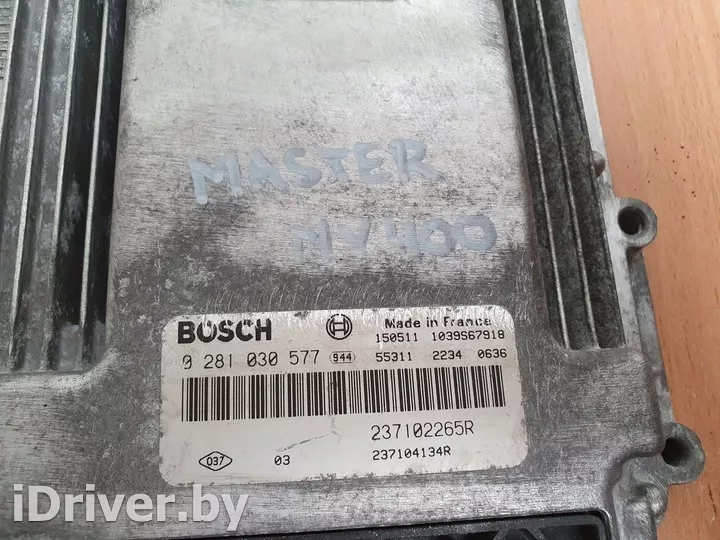 MASTER
NV400
BOSCH
Made in France
150511 1039S67918
0 281 030 577 944 55311 2234 0636
237102265R
037 03 237104134R
iDriver.by